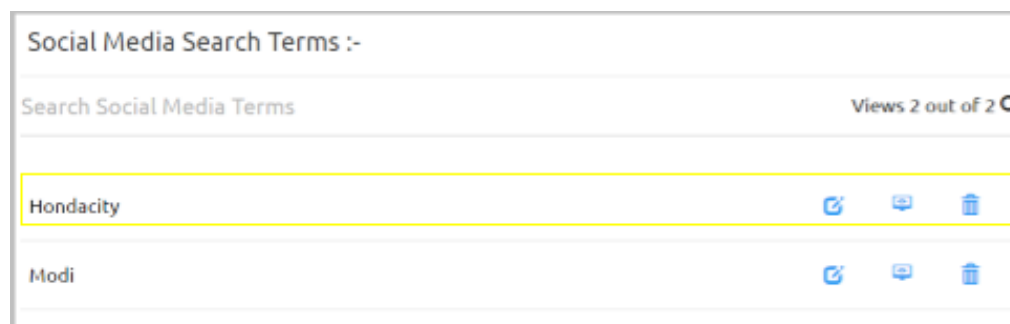 Social Media Search Terms :-
Search Social Media Terms
Views 2 out of 2
Hondacity
Modi